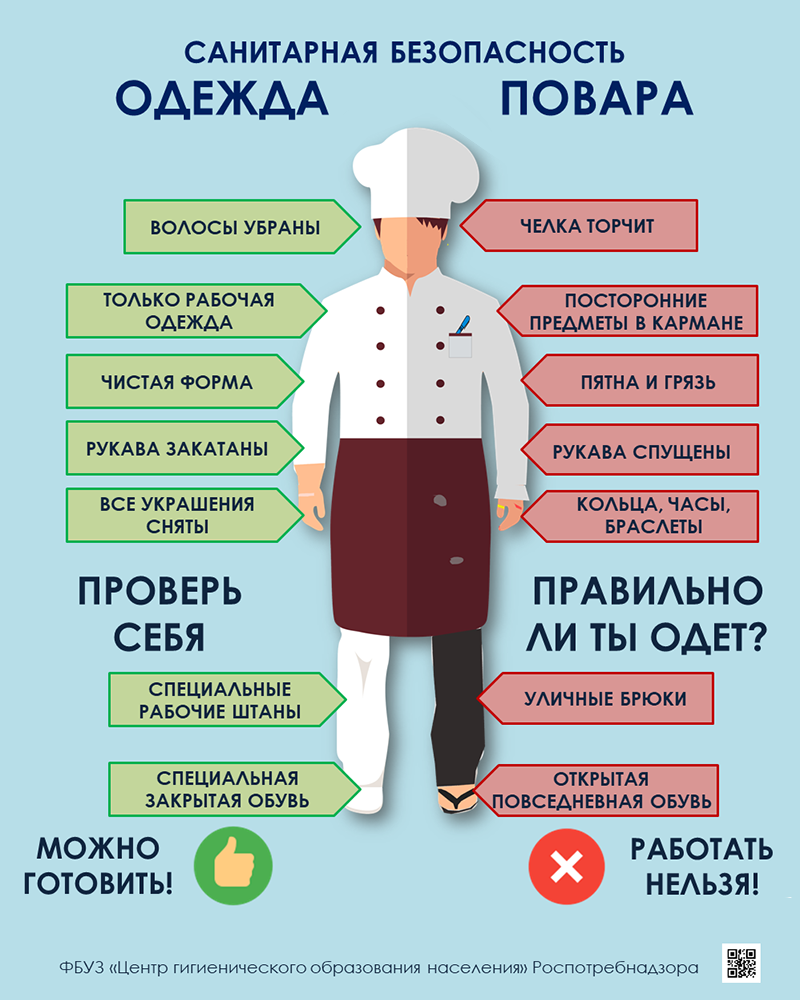 САНИТАРНАЯ БЕЗОПАСНОСТЬ
ОДЕЖДА ПОВАРА
ВОЛОСЫ УБРАНЫ
ЧЕЛКА ТОРЧИТ
ТОЛЬКО РАБОЧАЯ
ОДЕЖДА
ПОСТОРОННИЕ
ПРЕДМЕТЫ В КАРМАНЕ
ЧИСТАЯ ФОРМА
ПЯТНА И ГРЯЗЬ
РУКАВА ЗАКАТАНЫ
РУКАВА СПУЩЕНЫ
ВСЕ УКРАШЕНИЯ
СНЯТЫ
КОЛЬЦА, ЧАСЫ,
БРАСЛЕТЫ
ПРОВЕРЬ
СЕБЯ
ПРАВИЛЬНО
ЛИ ТЫ ОДЕТ?
СПЕЦИАЛЬНЫЕ
РАБОЧИЕ ШТАНЫ
УЛИЧНЫЕ БРЮКИ
СПЕЦИАЛЬНАЯ
ЗАКРЫТАЯ ОБУВЬ
ОТКРЫТАЯ
ПОВСЕДНЕВНАЯ ОБУВЬ
МОЖНО
ГОТОВИТЬ!
РАБОТАТЬ
НЕЛЬЗЯ!
ФБУЗ «Центр гигиенического образования населения» Роспотребнадзора